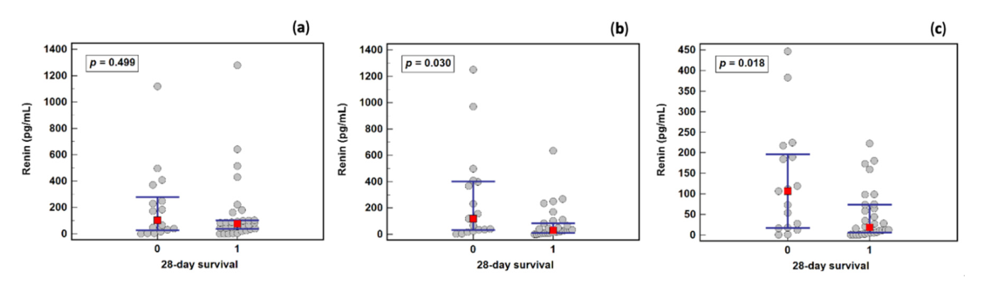 (a)
p = 0.499
1400
1200
1000
800
600
400
200
0
Renin (pg/mL)
0 1
28-day survival
(b)
p = 0.030
1400
1200
1000
800
600
400
200
0
Renin (pg/mL)
0 1
28-day survival
(c)
p = 0.018
450
400
350
300
250
200
150
100
50
0
Renin (pg/mL)
0 1
28-day survival